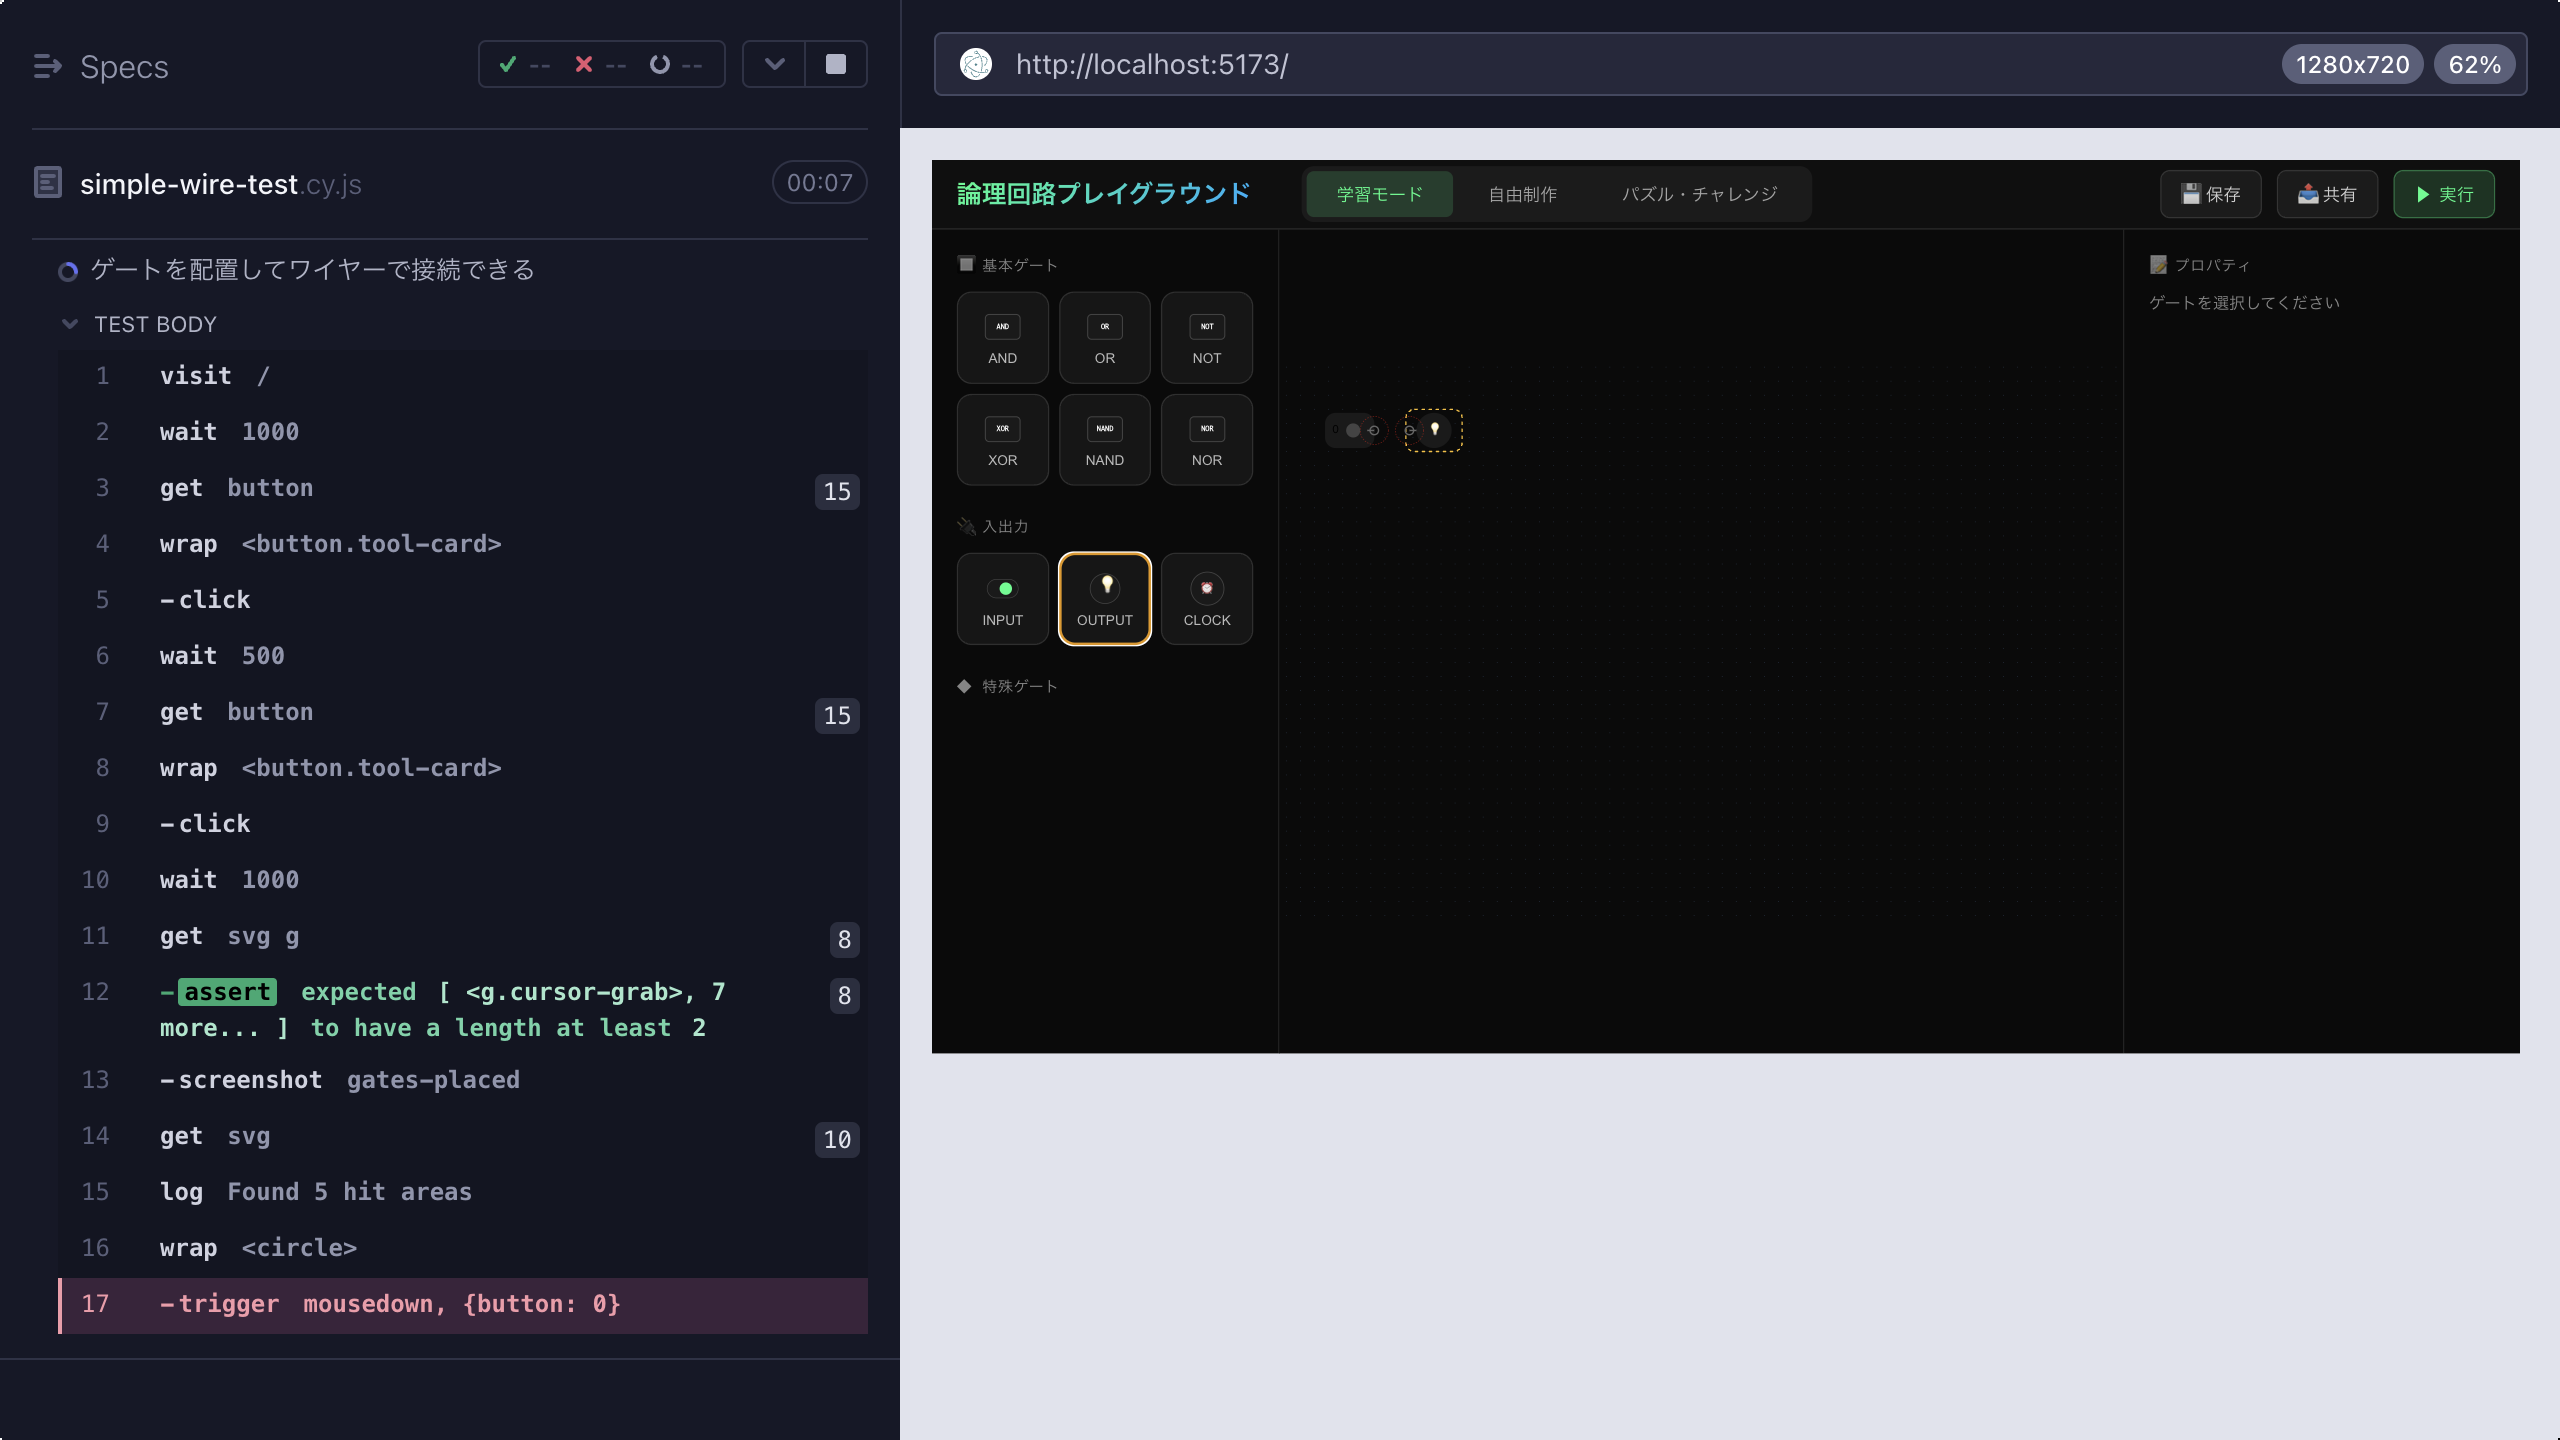 Specs
-- -- --
simple-wire-test.cy.js
00:07
ゲートを配置してワイヤーで接続できる
TEST BODY
1 visit /
2 wait 1000
3 get button 15
4 wrap <button.tool-card>
5 -click
6 wait 500
7 get button 15
8 wrap <button.tool-card>
9 -click
10 wait 1000
11 get svg g 8
12 -assert expected [ <g.cursor-grab>, 7 8
more... ] to have a length at least 2
13 -screenshot gates-placed
14 get svg 10
15 log Found 5 hit areas
16 wrap <circle>
17 -trigger mousedown, {button: 0}
http://localhost:5173/
1280x720
62%
論理回路プレイグラウンド
学習モード
自由制作
パズル・チャレンジ
💾保存
📤共有
▶ 実行
基本ゲート
AND
OR
NOT
AND
OR
NOT
XOR
NAND
NOR
XOR
NAND
NOR
入出力
INPUT
OUTPUT
CLOCK
◆ 特殊ゲート
0
プロパティ
ゲートを選択してください